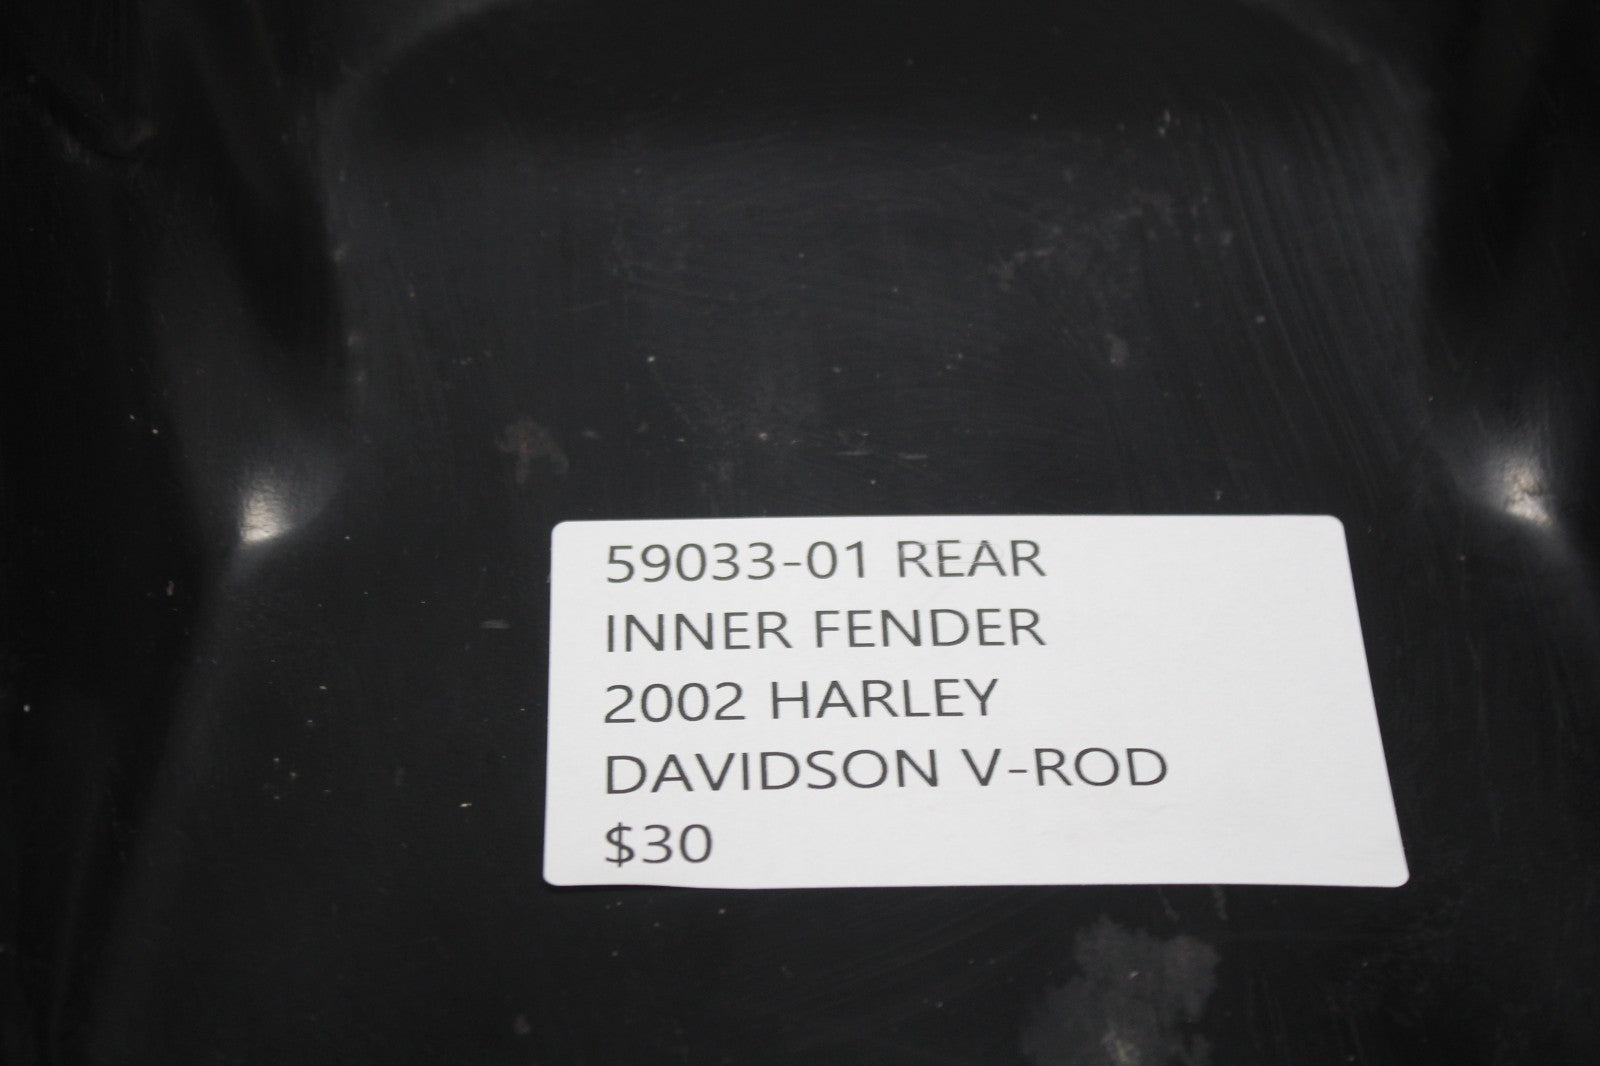 59033-01 REAR
INNER FENDER
2002 HARLEY
DAVIDSON V-ROD
$30